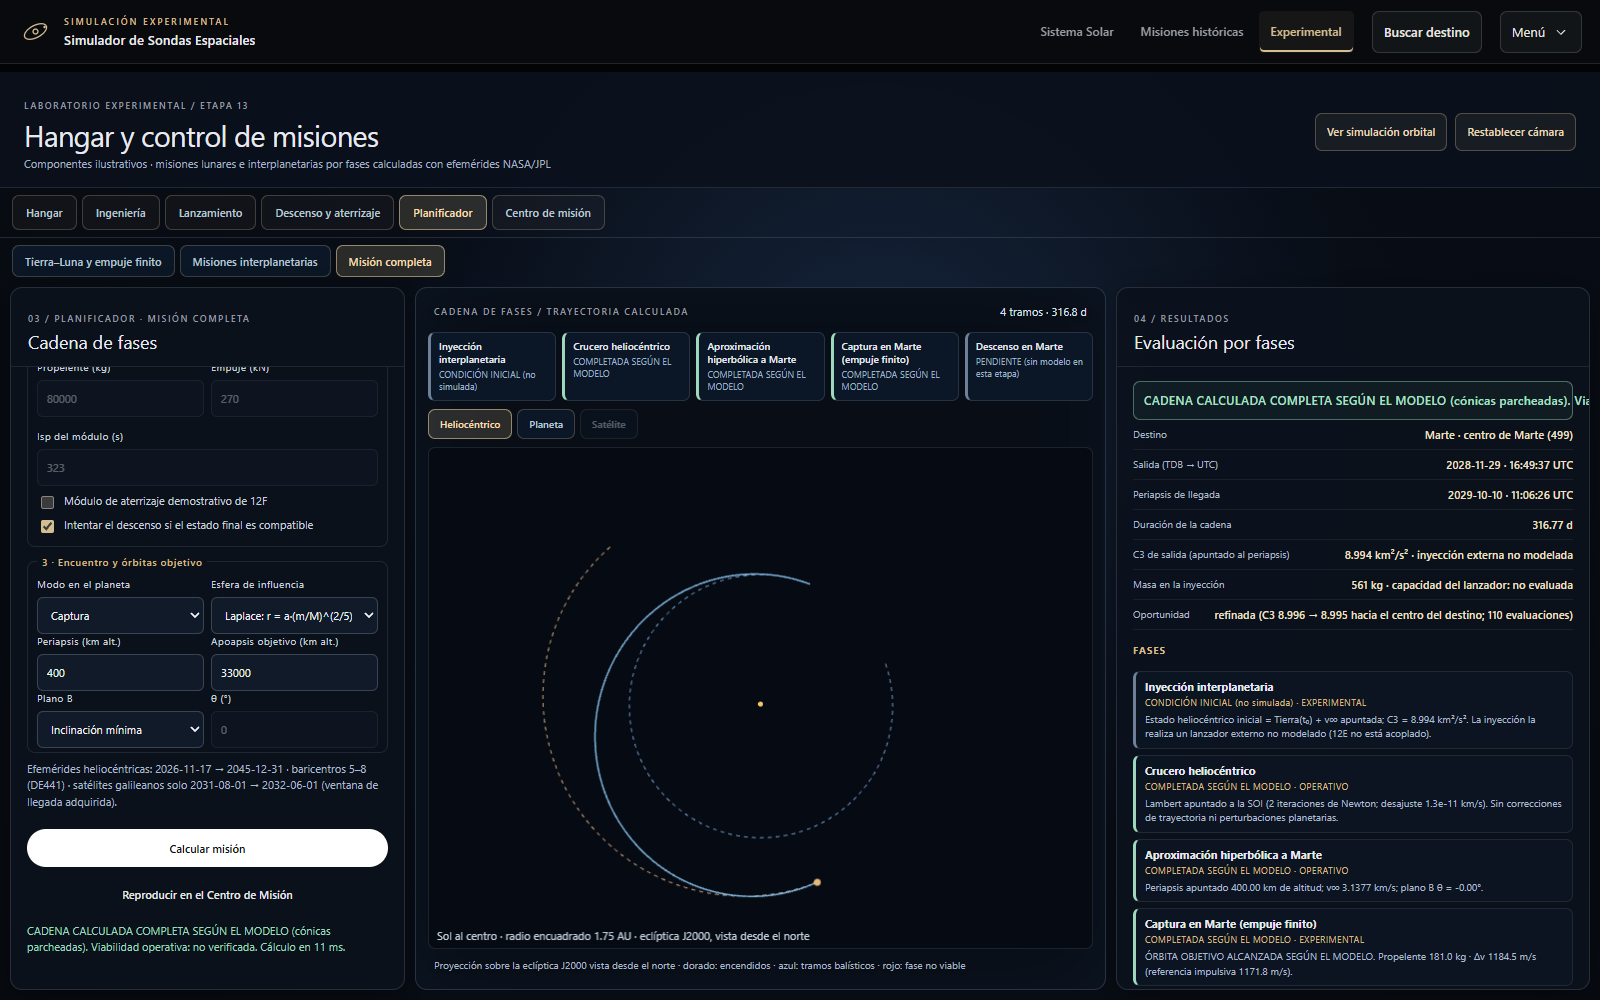 SIMULACIÓN EXPERIMENTAL
Simulador de Sondas Espaciales
Sistema Solar
Misiones históricas
Experimental
Buscar destino
Menú
LABORATORIO EXPERIMENTAL / ETAPA 13
Hangar y control de misiones
Componentes ilustrativos · misiones lunares e interplanetarias por fases calculadas con efemérides NASA/JPL
Ver simulación orbital
Restablecer cámara
Hangar
Ingeniería
Lanzamiento
Descenso y aterrizaje
Planificador
Centro de misión
Tierra–Luna y empuje finito
Misiones interplanetarias
Misión completa
03 / PLANIFICADOR · MISIÓN COMPLETA
Cadena de fases
Propelente (kg)
Empuje (kN)
80000
270
Isp del módulo (s)
323
Módulo de aterrizaje demostrativo de 12F
Intentar el descenso si el estado final es compatible
3 · Encuentro y órbitas objetivo
Modo en el planeta
Esfera de influencia
Captura
Laplace: r = a·(m/M)^(2/5)
Periapsis (km alt.)
Apoapsis objetivo (km alt.)
400
33000
Plano B
θ (°)
Inclinación mínima
0
Efemérides heliocéntricas: 2026-11-17 → 2045-12-31 · baricentros 5–8
(DE441) · satélites galileanos solo 2031-08-01 → 2032-06-01 (ventana de
llegada adquirida).
Calcular misión
Reproducir en el Centro de Misión
CADENA CALCULADA COMPLETA SEGÚN EL MODELO (cónicas
parcheadas). Viabilidad operativa: no verificada. Cálculo en 11 ms.
CADENA DE FASES / TRAYECTORIA CALCULADA
4 tramos · 316.8 d
Inyección
interplanetaria
CONDICIÓN INICIAL (no
simulada)
Crucero heliocéntrico
COMPLETADA SEGÚN EL
MODELO
Aproximación
hiperbólica a Marte
COMPLETADA SEGÚN EL
MODELO
Captura en Marte
(empuje finito)
COMPLETADA SEGÚN EL
MODELO
Descenso en Marte
PENDIENTE (sin modelo en
esta etapa)
Heliocéntrico
Planeta
Satélite
Sol al centro · radio encuadrado 1.75 AU · eclíptica J2000, vista desde el norte
Proyección sobre la eclíptica J2000 vista desde el norte · dorado: encendidos · azul: tramos balísticos · rojo: fase no viable
04 / RESULTADOS
Evaluación por fases
CADENA CALCULADA COMPLETA SEGÚN EL MODELO (cónicas parcheadas). Via
Destino
Marte · centro de Marte (499)
Salida (TDB → UTC)
2028-11-29 · 16:49:37 UTC
Periapsis de llegada
2029-10-10 · 11:06:26 UTC
Duración de la cadena
316.77 d
C3 de salida (apuntado al periapsis)
8.994 km²/s² · inyección externa no modelada
Masa en la inyección
561 kg · capacidad del lanzador: no evaluada
Oportunidad
refinada (C3 8.996 → 8.995 hacia el centro del destino; 110 evaluaciones)
FASES
Inyección interplanetaria
CONDICIÓN INICIAL (no simulada) · EXPERIMENTAL
Estado heliocéntrico inicial = Tierra(t₀) + v∞ apuntada; C3 = 8.994 km²/s². La inyección la
realiza un lanzador externo no modelado (12E no está acoplado).
Crucero heliocéntrico
COMPLETADA SEGÚN EL MODELO · OPERATIVO
Lambert apuntado a la SOI (2 iteraciones de Newton; desajuste 1.3e-11 km/s). Sin correcciones
de trayectoria ni perturbaciones planetarias.
Aproximación hiperbólica a Marte
COMPLETADA SEGÚN EL MODELO · OPERATIVO
Periapsis apuntado 400.00 km de altitud; v∞ 3.1377 km/s; plano B θ = -0.00°.
Captura en Marte (empuje finito)
COMPLETADA SEGÚN EL MODELO · EXPERIMENTAL
ÓRBITA OBJETIVO ALCANZADA SEGÚN EL MODELO. Propelente 181.0 kg · Δv 1184.5 m/s
(referencia impulsiva 1171.8 m/s).